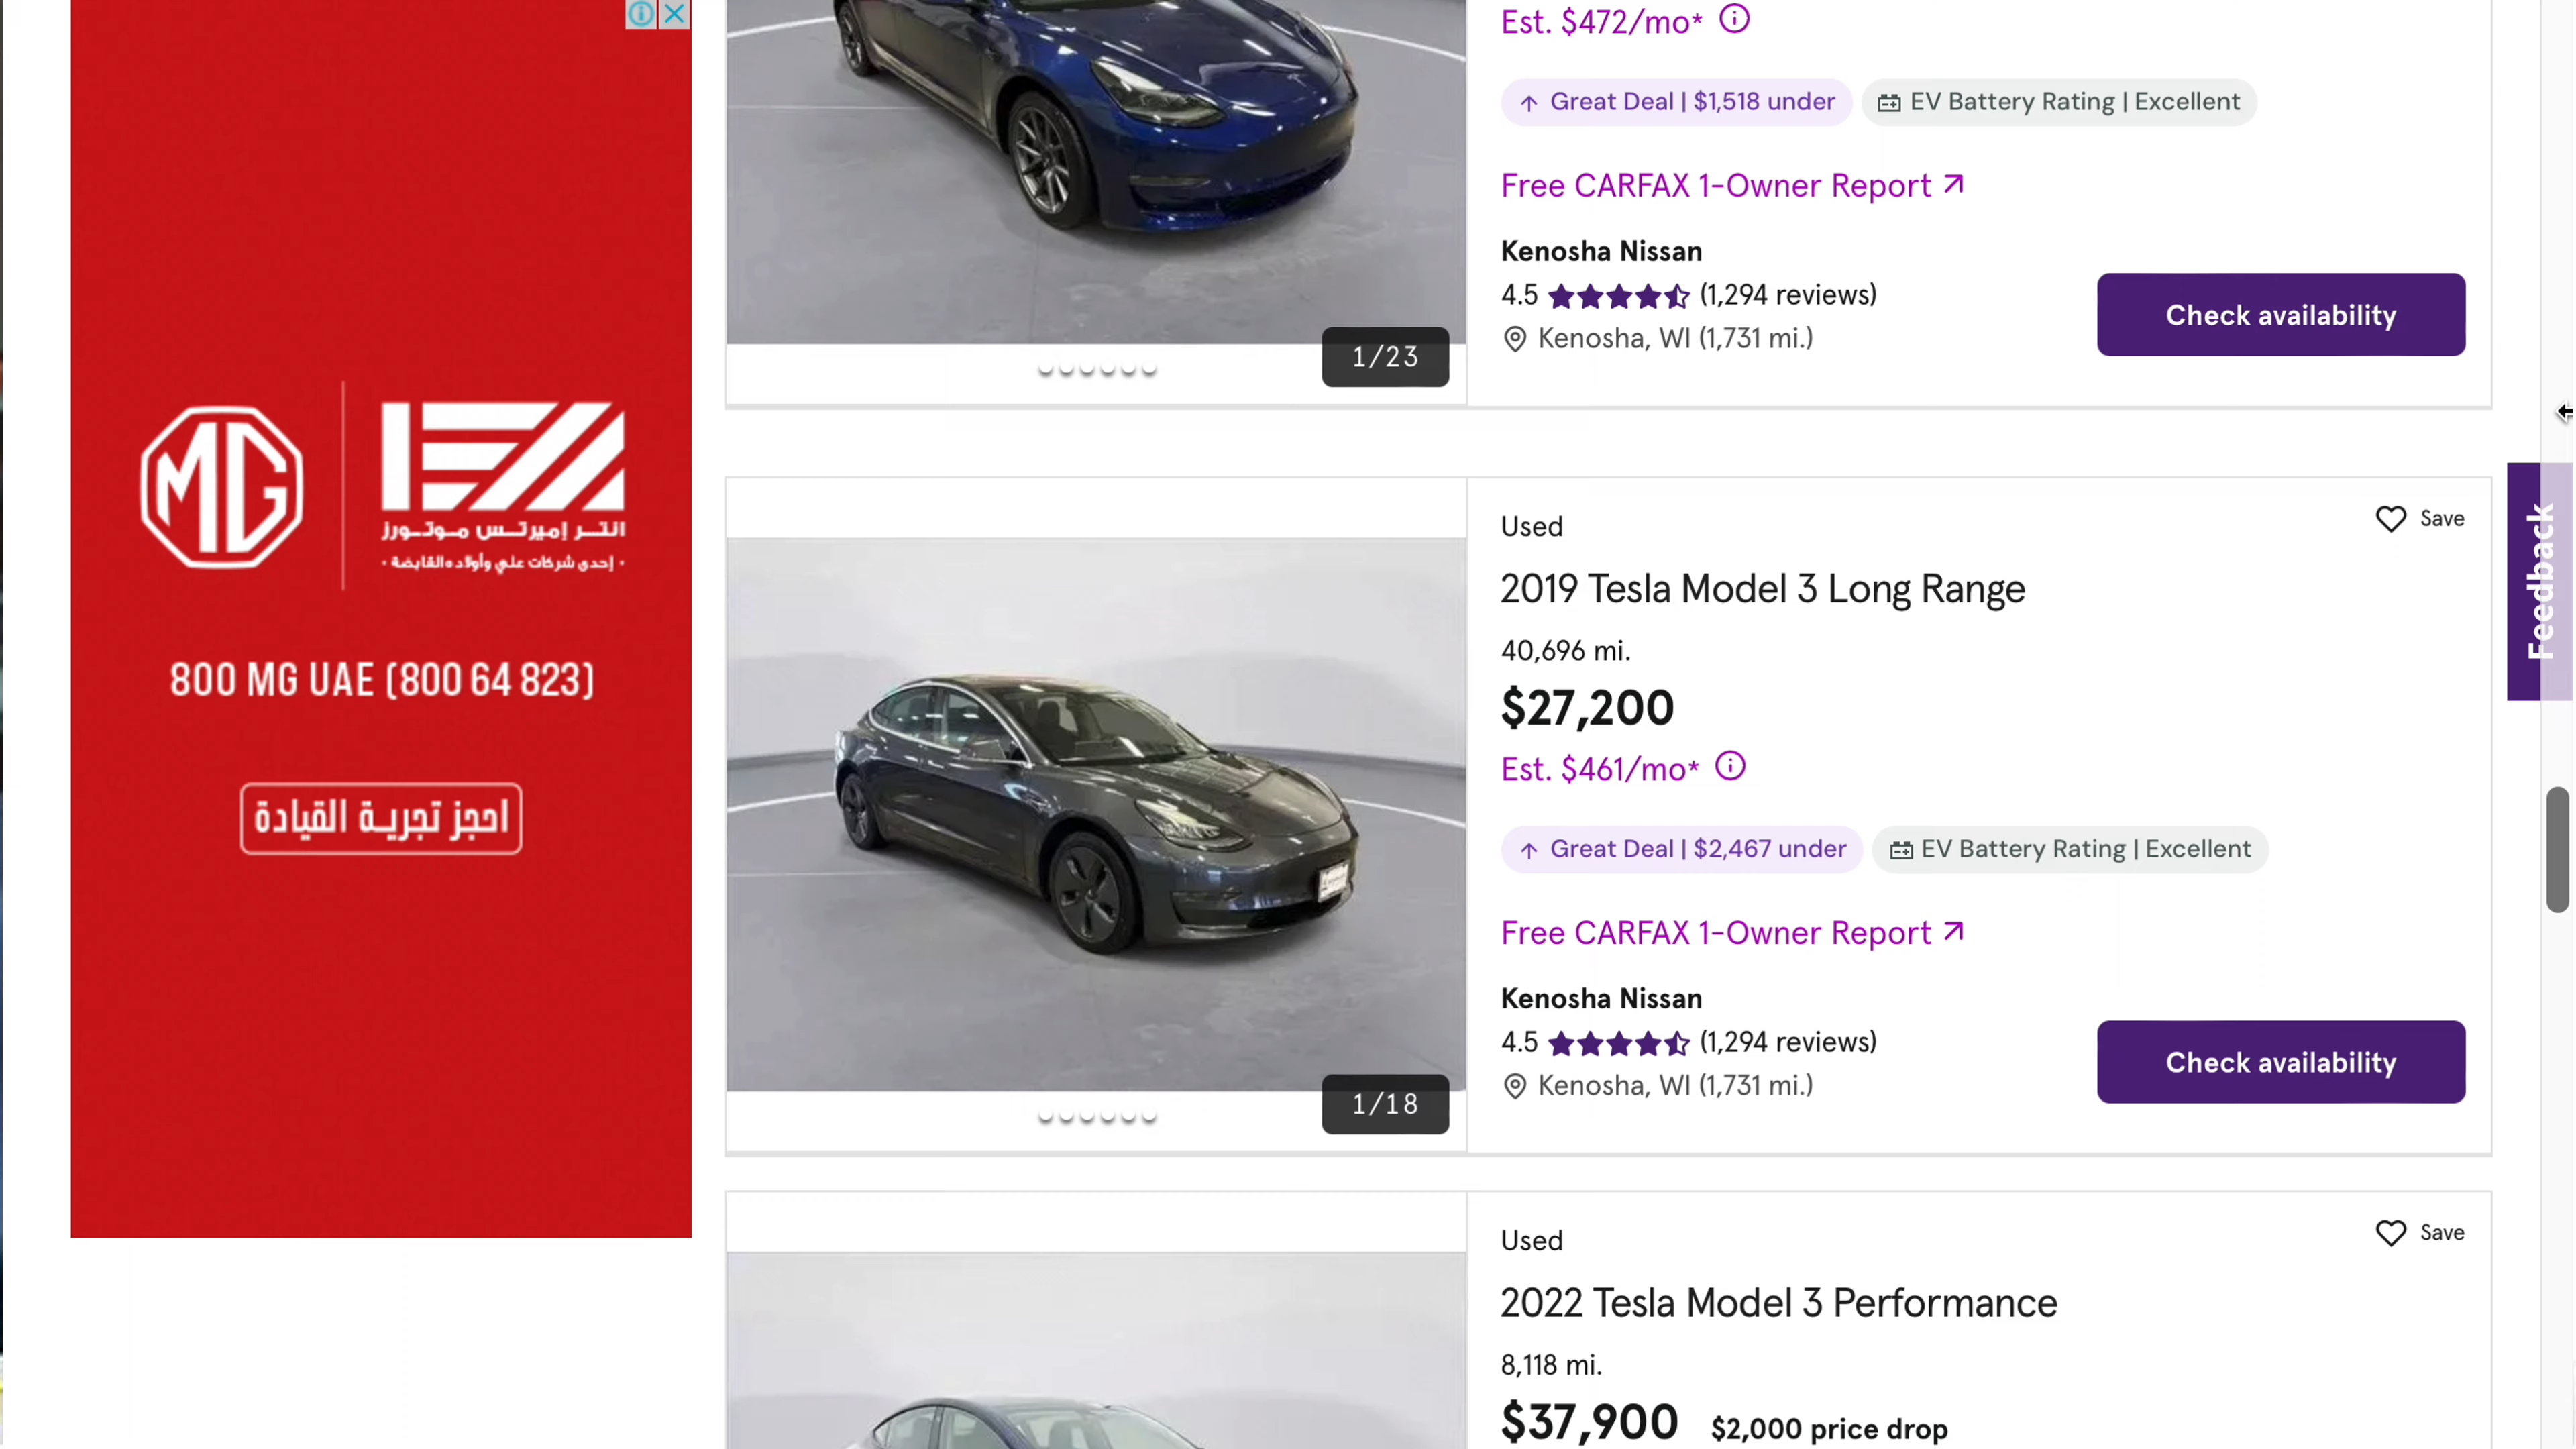 MG
انتـــر إميرتــس مــوتــورز
· إحدى شركات علي وأولاده القابضة ·
800 MG UAE (800 64 823)
احجز تجربـة القيادة
Est. $472/mo*
Great Deal | $1,518 under
EV Battery Rating | Excellent
Free CARFAX 1-Owner Report
Kenosha Nissan
4.5 (1,294 reviews)
Kenosha, WI (1,731 mi.)
Check availability
1/23
Feedback
Used
Save
2019 Tesla Model 3 Long Range
40,696 mi.
$27,200
Est. $461/mo*
Great Deal | $2,467 under
EV Battery Rating | Excellent
Free CARFAX 1-Owner Report
Kenosha Nissan
4.5 (1,294 reviews)
Kenosha, WI (1,731 mi.)
Check availability
1/18
Used
Save
2022 Tesla Model 3 Performance
8,118 mi.
$37,900 $2,000 price drop